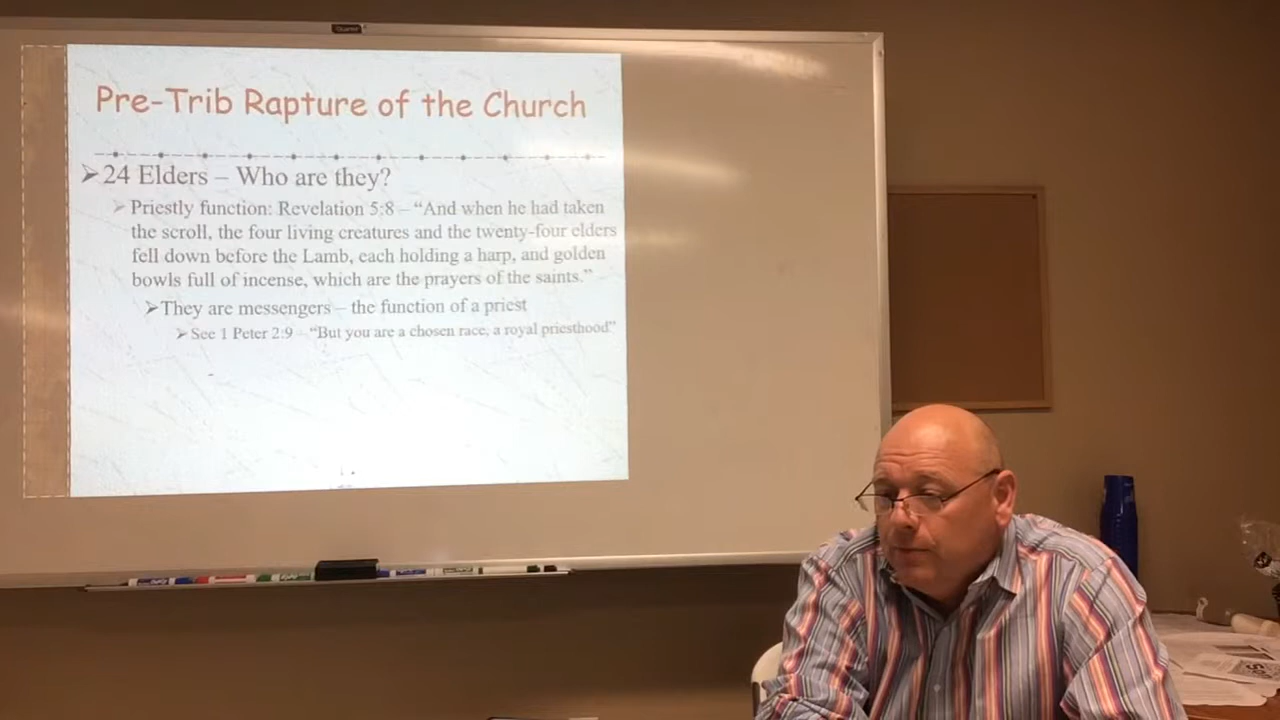 Pre-Trib Rapture of the Church
24 Elders – Who are they?
Priestly function: Revelation 5:8 – “And when he had taken
the scroll, the four living creatures and the twenty-four elders
fell down before the Lamb, each holding a harp, and golden
bowls full of incense, which are the prayers of the saints.”
They are messengers – the function of a priest
See 1 Peter 2:9 – “But you are a chosen race, a royal priesthood”